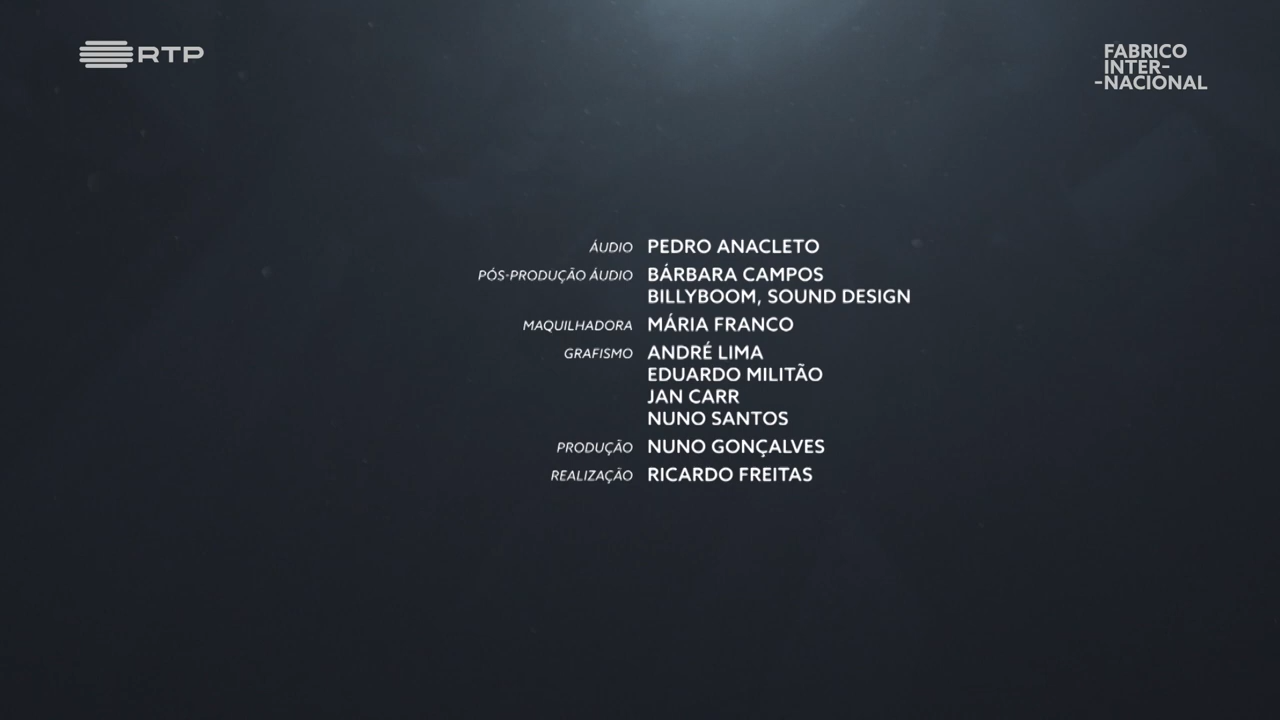 RTP
FABRICO
INTER-
-NACIONAL
ÁUDIO PEDRO ANACLETO
PÓS-PRODUÇÃO ÁUDIO BÁRBARA CAMPOS
BILLYBOOM, SOUND DESIGN
MAQUILHADORA MÁRIA FRANCO
GRAFISMO ANDRÉ LIMA
EDUARDO MILITÃO
JAN CARR
NUNO SANTOS
PRODUÇÃO NUNO GONÇALVES
REALIZAÇÃO RICARDO FREITAS